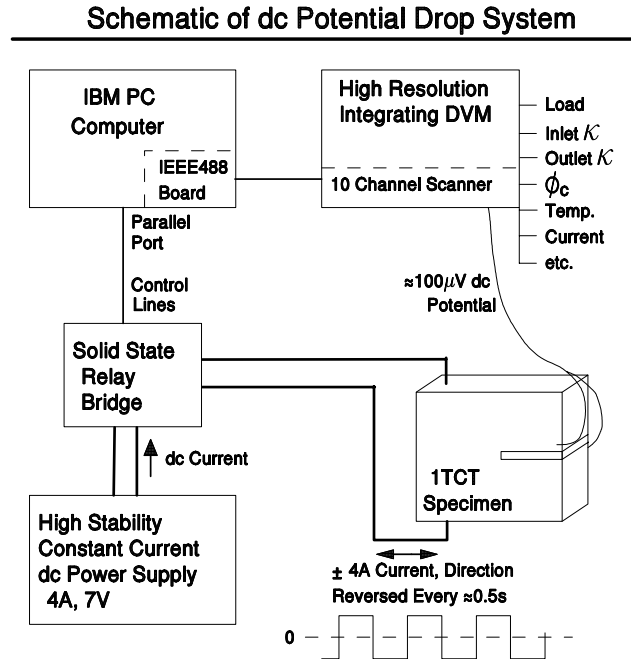 Schematic of dc Potential Drop System
IBM PC
Computer
IEEE488
Board
High Resolution
Integrating DVM
10 Channel Scanner
Load
Inlet K
Outlet K
ϕc
Temp.
Current
etc.
Parallel
Port
Control
Lines
≈100μV dc
Potential
Solid State
Relay
Bridge
dc Current
1TCT
Specimen
High Stability
Constant Current
dc Power Supply
4A, 7V
± 4A Current, Direction
Reversed Every ≈0.5s
0